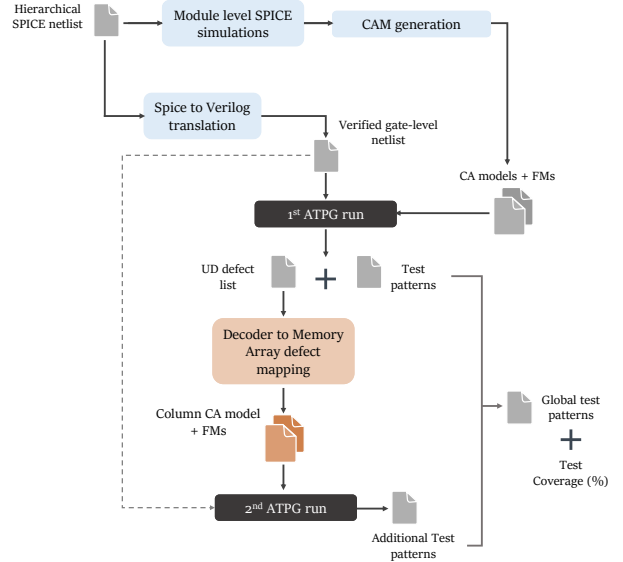 Hierarchical
SPICE netlist
Module level SPICE
simulations
CAM generation
Spice to Verilog
translation
Verified gate-level
netlist
CA models + FMs
1st ATPG run
UD defect
list
+
Test
patterns
Decoder to Memory
Array defect
mapping
Column CA model
+ FMs
Global test
patterns
+
Test
Coverage (%)
2nd ATPG run
Additional Test
patterns